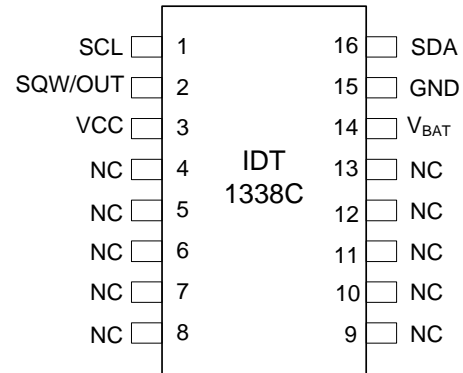 SCL 1 16 SDA
SQW/OUT 2 15 GND
VCC 3 14 VBAT
NC 4 IDT 13 NC
1338C
NC 5 12 NC
NC 6 11 NC
NC 7 10 NC
NC 8 9 NC